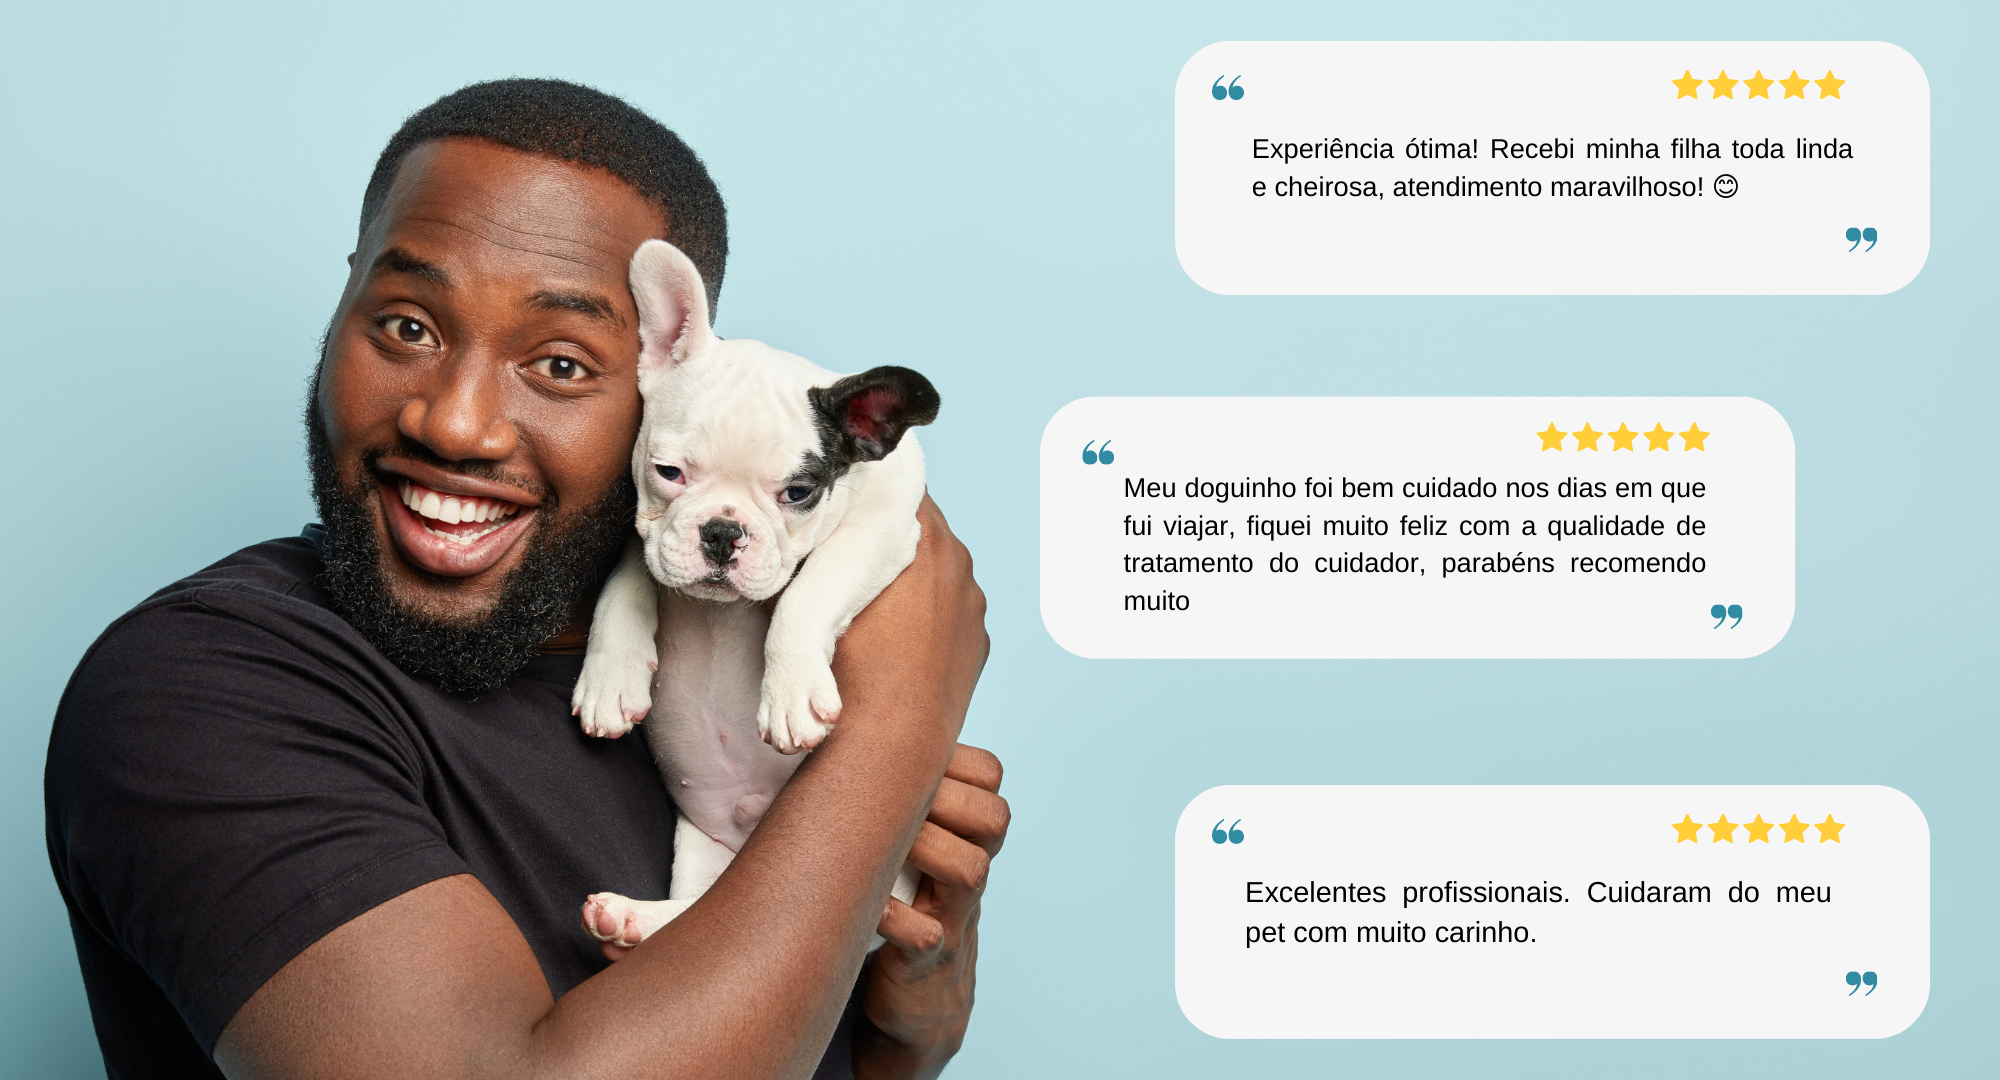 Experiência ótima! Recebi minha filha toda linda
e cheirosa, atendimento maravilhoso! 😊
Meu doguinho foi bem cuidado nos dias em que
fui viajar, fiquei muito feliz com a qualidade de
tratamento do cuidador, parabéns recomendo
muito
Excelentes profissionais. Cuidaram do meu
pet com muito carinho.